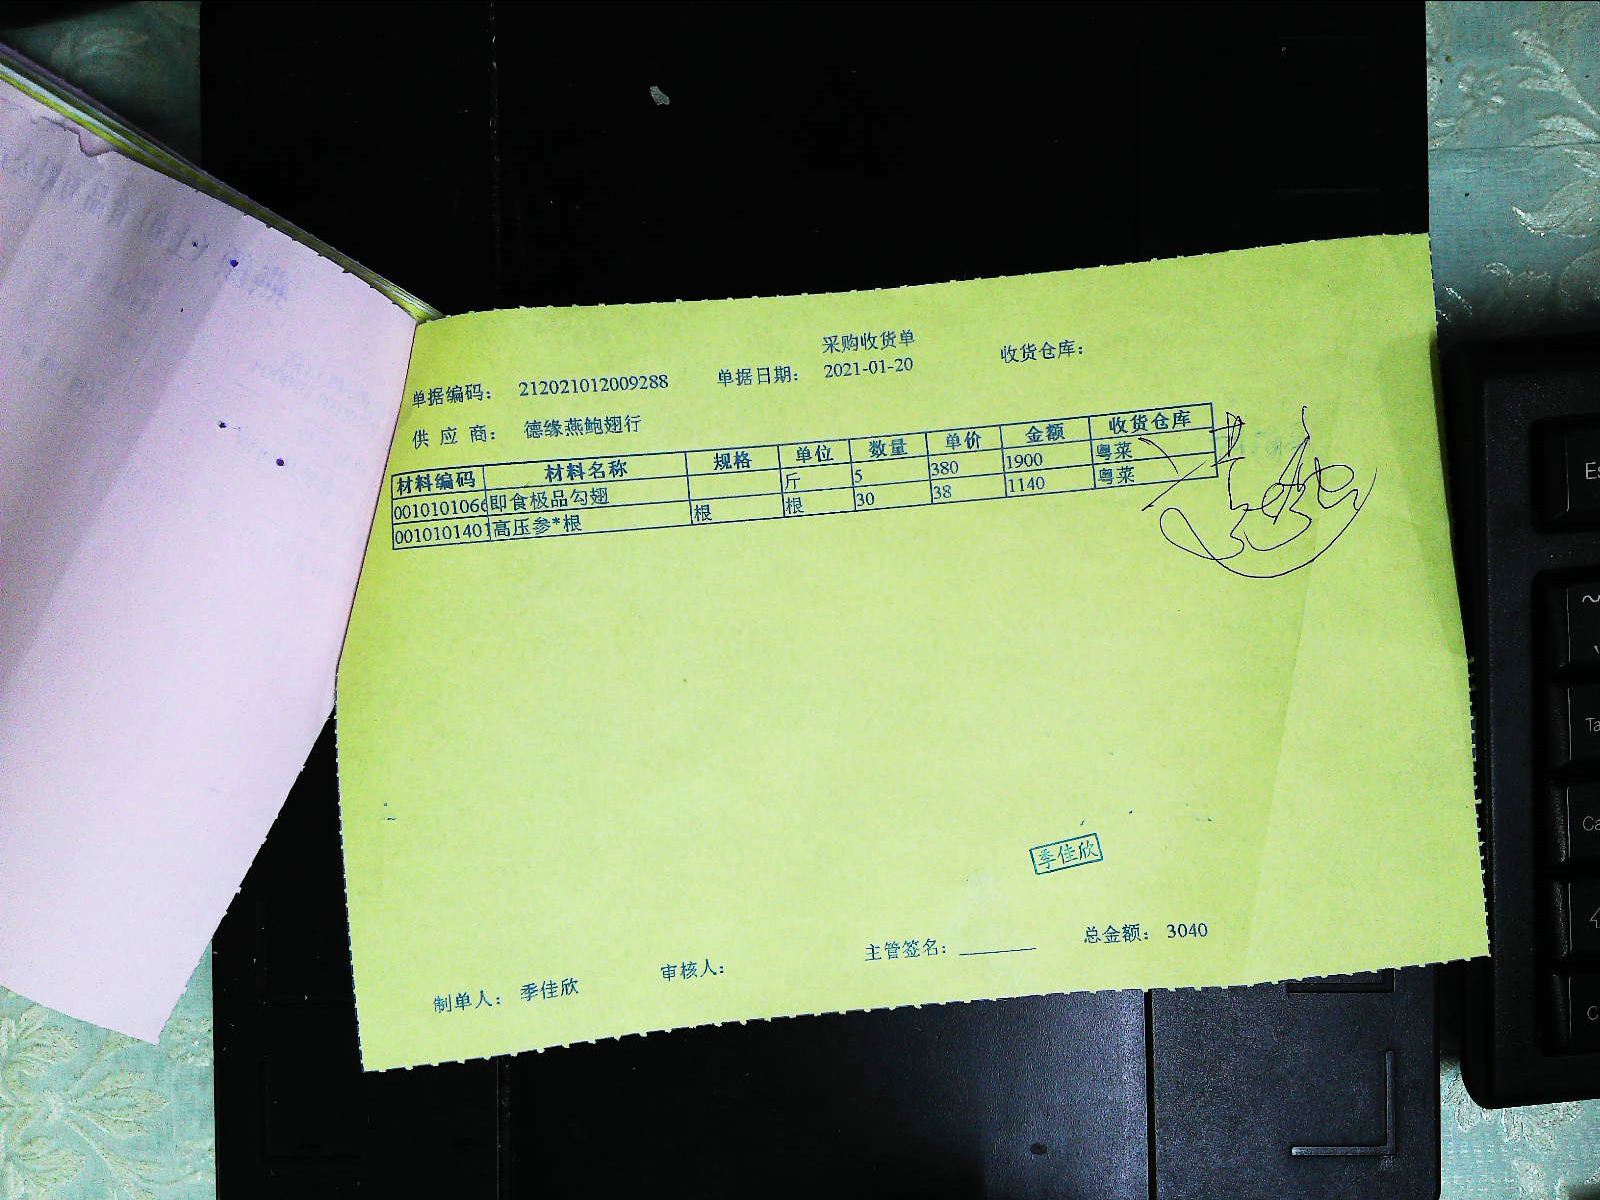 采购收货单
单据编码： 212021012009288 单据日期： 2021-01-20 收货仓库：
供 应 商： 德缘燕鲍翅行
材料编码 材料名称 规格 单位 数量 单价 金额 收货仓库
001010106 即食极品勾翅 斤 5 380 1900 粤菜
001010140 高压参*根 根 根 30 38 1140 粤菜
季佳欣
制单人： 季佳欣 审核人： 主管签名： 总金额： 3040
Es
~
Ta
Ca
C